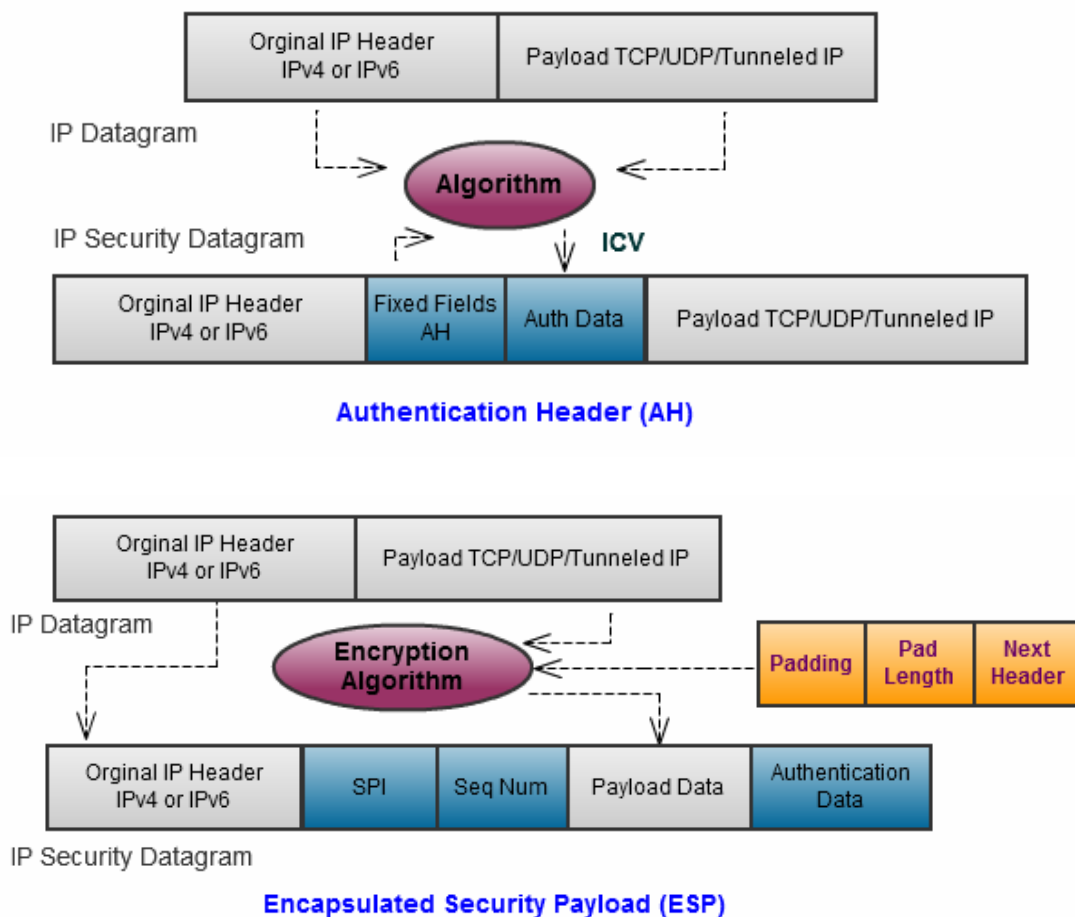 Orginal IP Header
IPv4 or IPv6
Payload TCP/UDP/Tunneled IP
IP Datagram
Algorithm
IP Security Datagram
ICV
Orginal IP Header
IPv4 or IPv6
Fixed Fields
AH
Auth Data
Payload TCP/UDP/Tunneled IP
Authentication Header (AH)
Orginal IP Header
IPv4 or IPv6
Payload TCP/UDP/Tunneled IP
IP Datagram
Encryption
Algorithm
Padding
Pad
Length
Next
Header
Orginal IP Header
IPv4 or IPv6
SPI
Seq Num
Payload Data
Authentication
Data
IP Security Datagram
Encapsulated Security Payload (ESP)